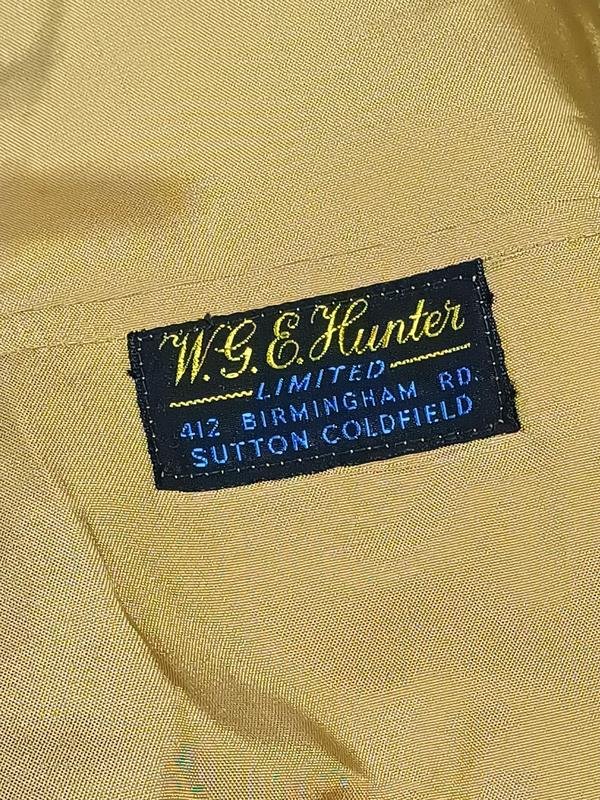 W.G.E.Hunter
LIMITED
412 BIRMINGHAM RD.
SUTTON COLDFIELD